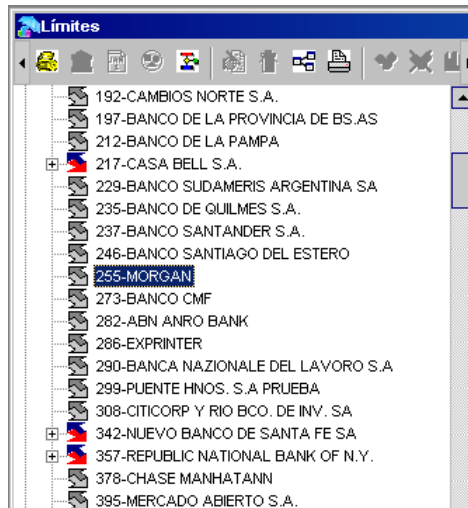 Límites
192-CAMBIOS NORTE S.A.
197-BANCO DE LA PROVINCIA DE BS.AS
212-BANCO DE LA PAMPA
217-CASA BELL S.A.
229-BANCO SUDAMERIS ARGENTINA SA
235-BANCO DE QUILMES S.A.
237-BANCO SANTANDER S.A.
246-BANCO SANTIAGO DEL ESTERO
255-MORGAN
273-BANCO CMF
282-ABN ANRO BANK
286-EXPRINTER
290-BANCA NAZIONALE DEL LAVORO S.A
299-PUENTE HNOS. S.A PRUEBA
308-CITICORP Y RIO BCO. DE INV. SA
342-NUEVO BANCO DE SANTA FE SA
357-REPUBLIC NATIONAL BANK OF N.Y.
378-CHASE MANHATANN
395-MERCADO ABIERTO S.A.